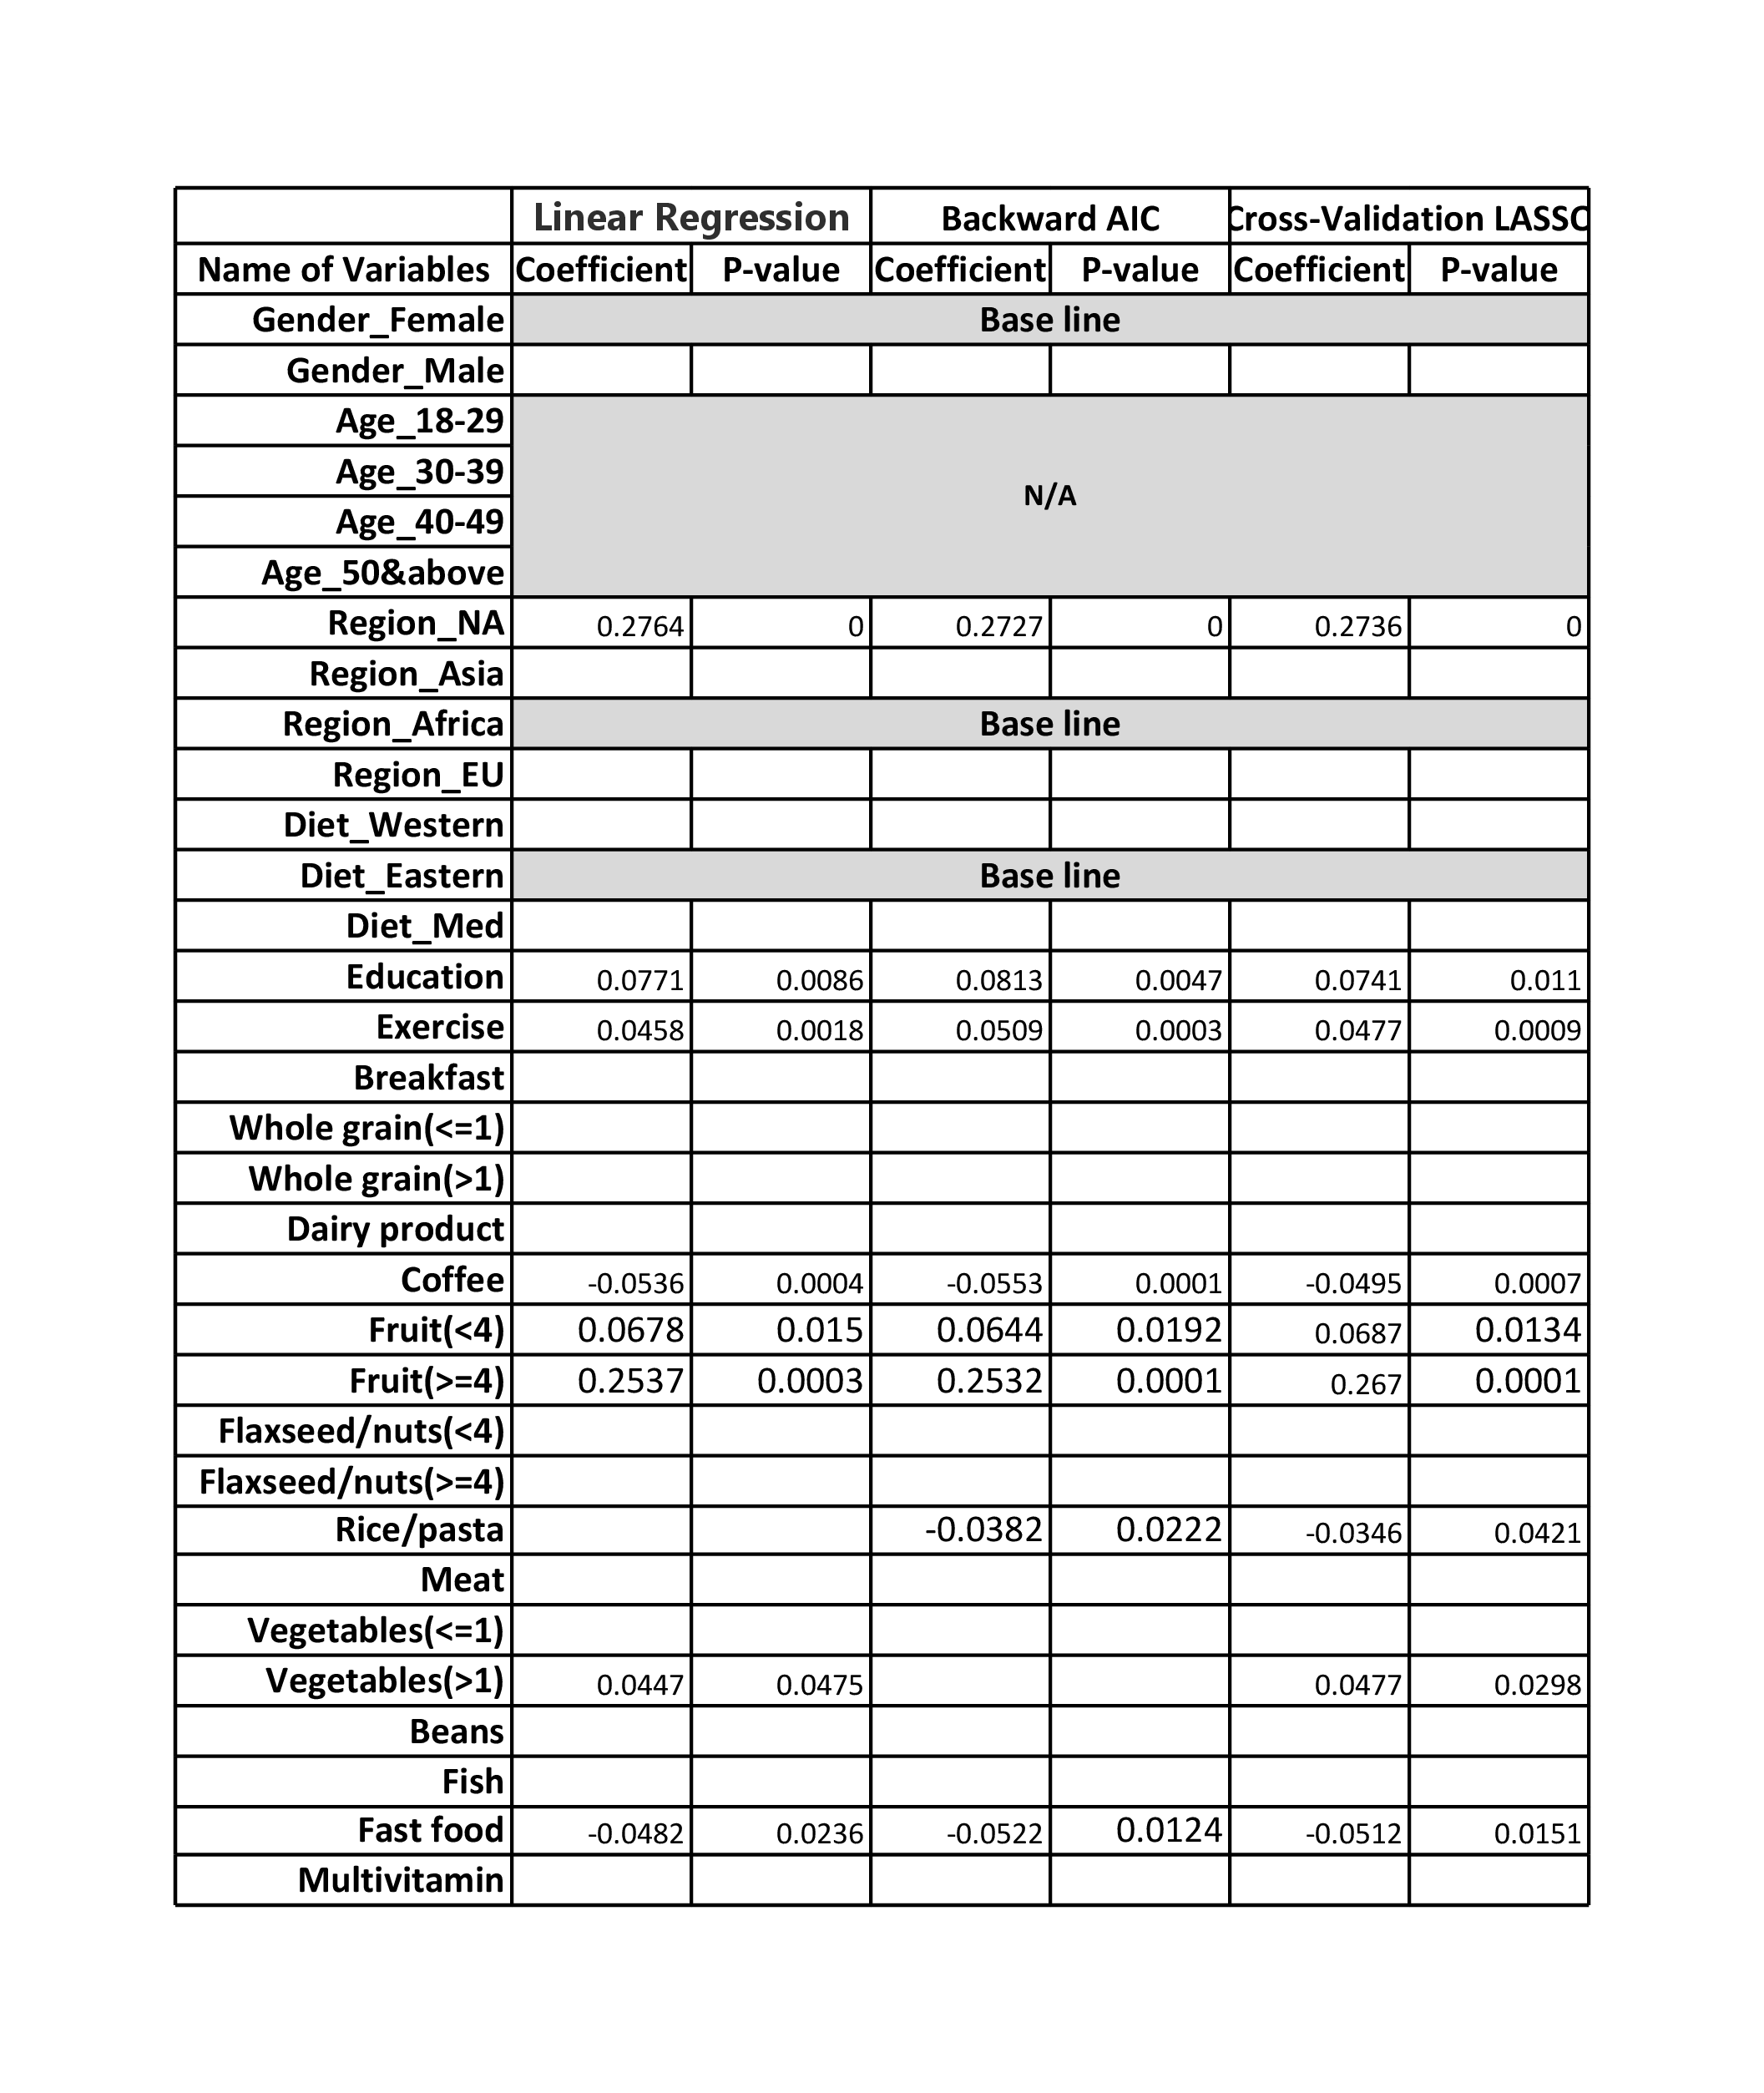 Linear Regression Backward AIC Cross-Validation LASSO
Name of Variables Coefficient P-value Coefficient P-value Coefficient P-value
Gender_Female Base line
Gender_Male
Age_18-29
Age_30-39
N/A
Age_40-49
Age_50&above
Region_NA 0.2764 0 0.2727 0 0.2736 0
Region_Asia
Region_Africa Base line
Region_EU
Diet_Western
Diet_Eastern Base line
Diet_Med
Education 0.0771 0.0086 0.0813 0.0047 0.0741 0.011
Exercise 0.0458 0.0018 0.0509 0.0003 0.0477 0.0009
Breakfast
Whole grain(<=1)
Whole grain(>1)
Dairy product
Coffee -0.0536 0.0004 -0.0553 0.0001 -0.0495 0.0007
Fruit(<4) 0.0678 0.015 0.0644 0.0192 0.0687 0.0134
Fruit(>=4) 0.2537 0.0003 0.2532 0.0001 0.267 0.0001
Flaxseed/nuts(<4)
Flaxseed/nuts(>=4)
Rice/pasta -0.0382 0.0222 -0.0346 0.0421
Meat
Vegetables(<=1)
Vegetables(>1) 0.0447 0.0475 0.0477 0.0298
Beans
Fish
Fast food -0.0482 0.0236 -0.0522 0.0124 -0.0512 0.0151
Multivitamin